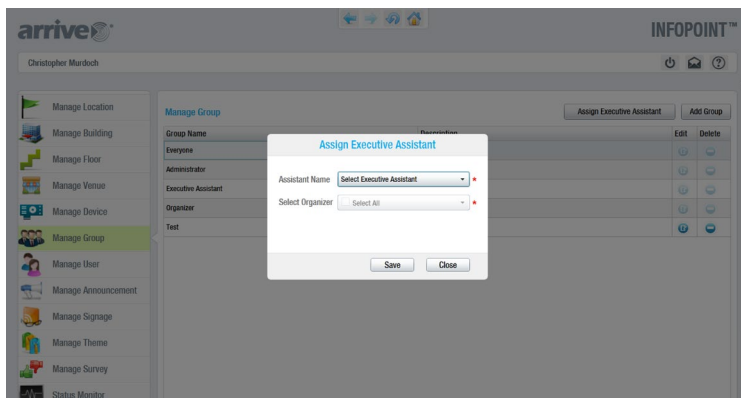 arrive
INFOPOINT™
Christopher Murdoch
Manage Location
Manage Building
Manage Floor
Manage Venue
Manage Device
Manage Group
Manage User
Manage Announcement
Manage Signage
Manage Theme
Manage Survey
Status Monitor
Manage Group
Assign Executive Assistant
Add Group
Group Name
Description
Edit
Delete
Everyone
Administrator
Executive Assistant
Organizer
Test
Assign Executive Assistant
Assistant Name
Select Executive Assistant
*
Select Organizer
Select All
*
Save
Close